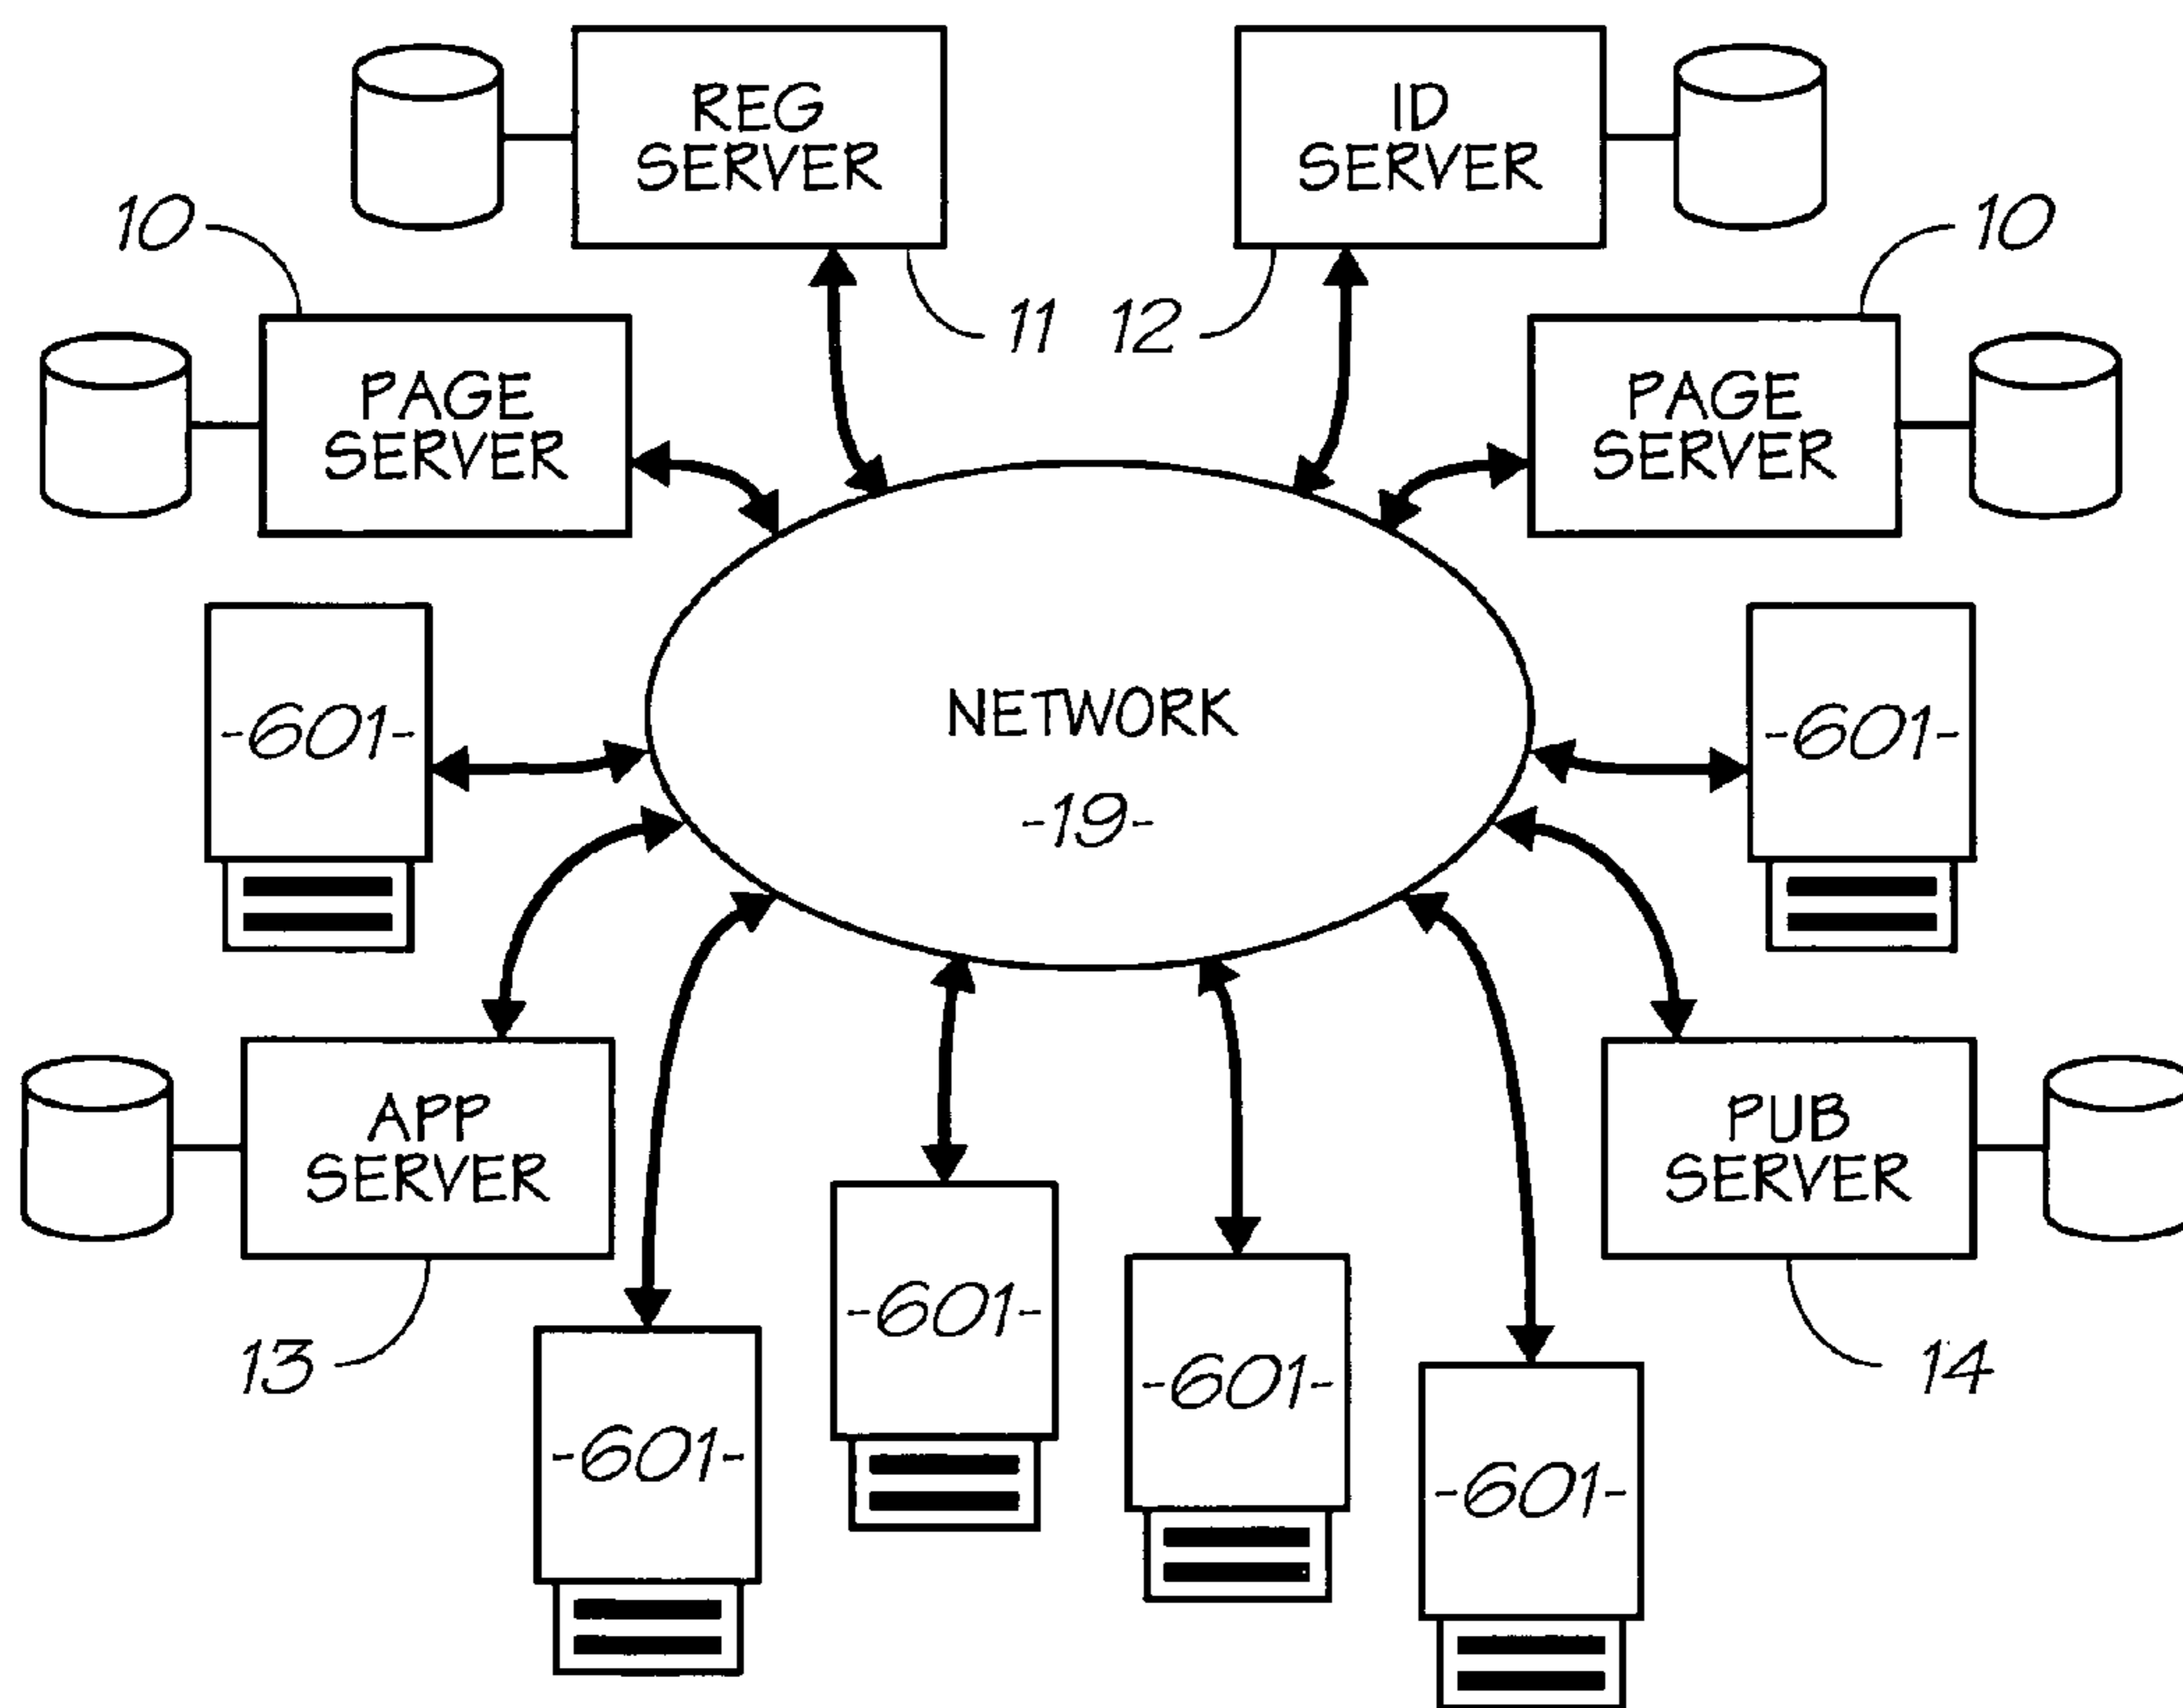 REG
SERVER
ID
SERVER
10
10
11
12
PAGE
SERVER
PAGE
SERVER
-601-
NETWORK
-19-
-601-
APP
SERVER
PUB
SERVER
13
-601-
-601-
14
-601-
-601-